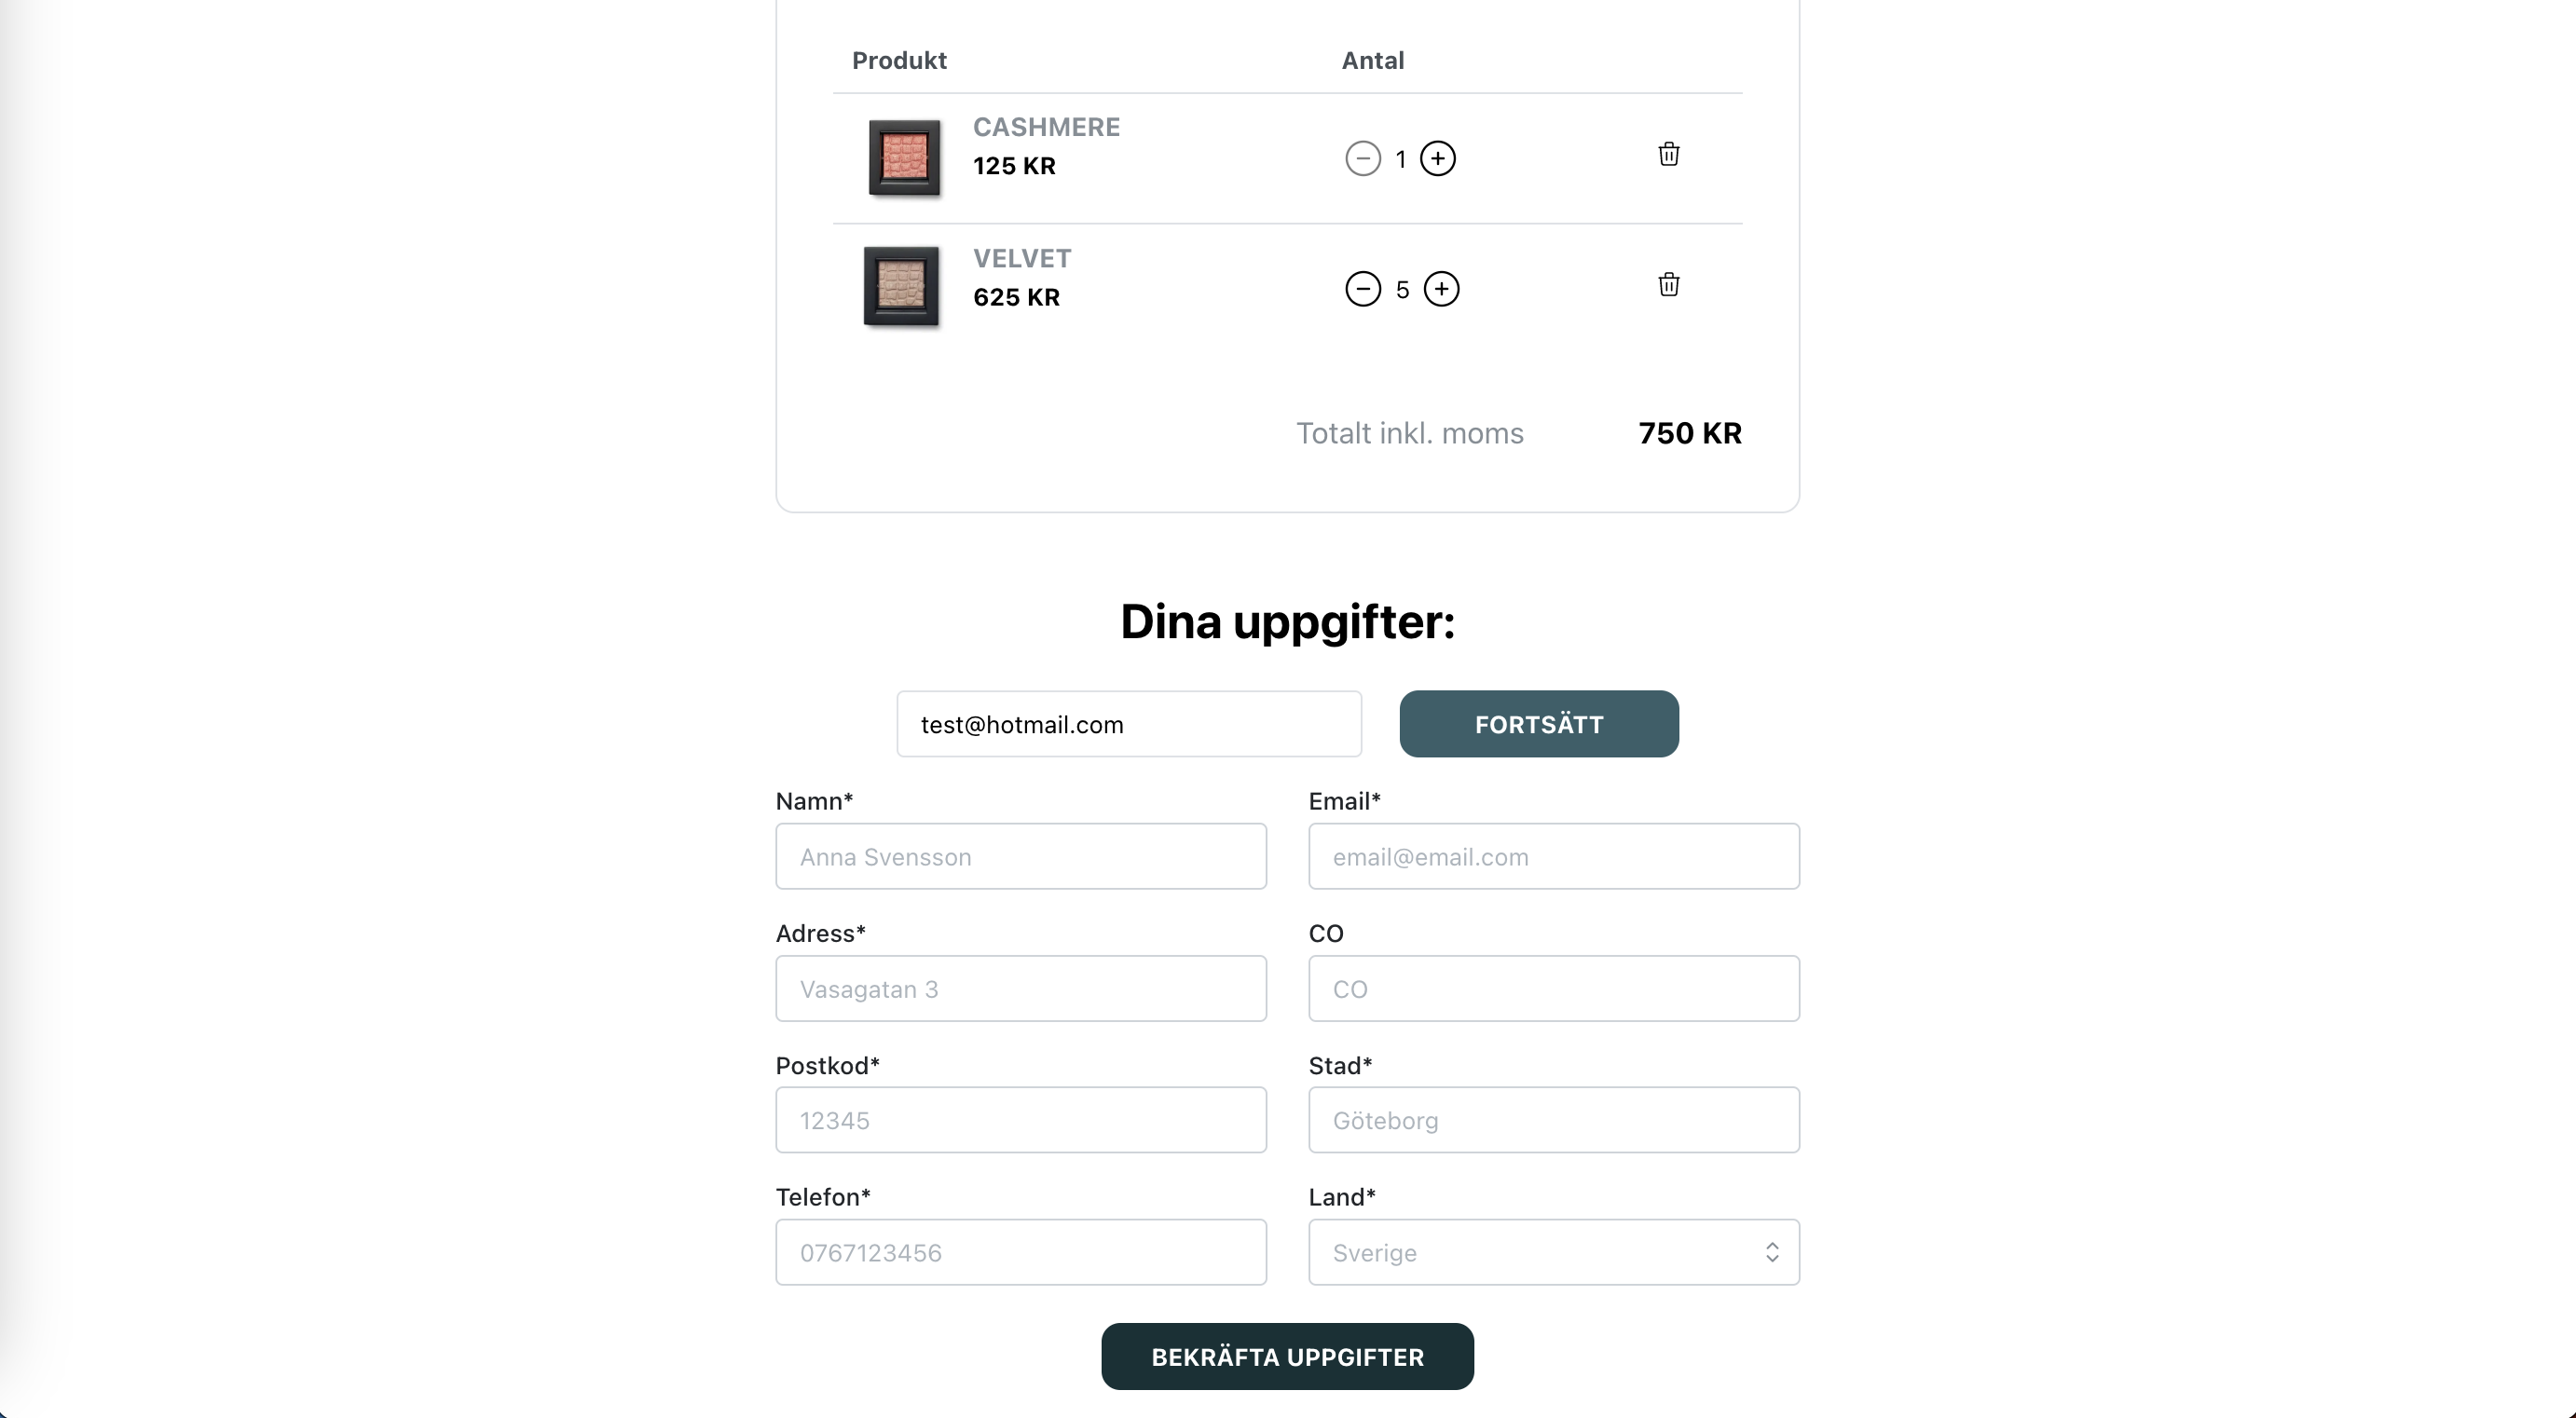 Produkt Antal
CASHMERE
125 KR
1
VELVET
625 KR
5
Totalt inkl. moms 750 KR
Dina uppgifter:
test@hotmail.com FORTSÄTT
Namn* Email*
Anna Svensson email@email.com
Adress* CO
Vasagatan 3 CO
Postkod* Stad*
12345 Göteborg
Telefon* Land*
0767123456 Sverige
BEKRÄFTA UPPGIFTER